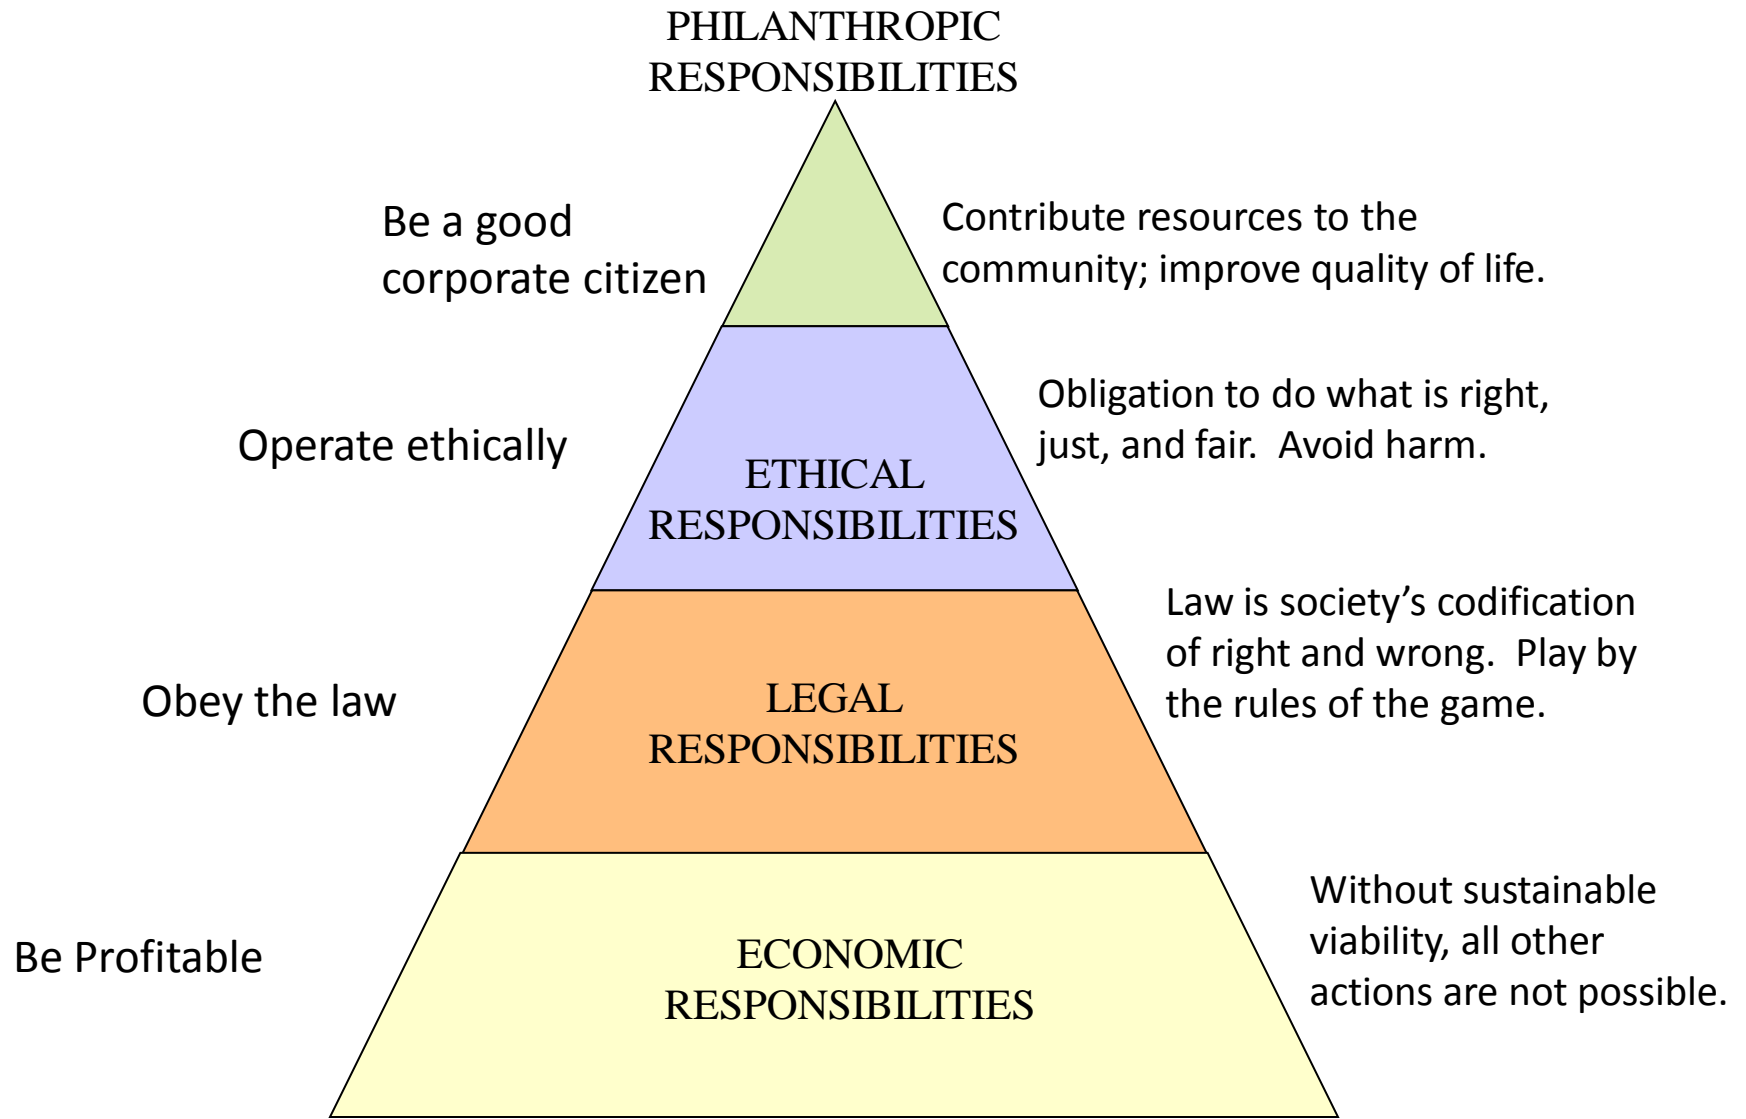 PHILANTHROPIC
RESPONSIBILITIES
Be a good
corporate citizen
Contribute resources to the
community; improve quality of life.
Operate ethically
ETHICAL
RESPONSIBILITIES
Obligation to do what is right,
just, and fair.  Avoid harm.
Obey the law
LEGAL
RESPONSIBILITIES
Law is society’s codification
of right and wrong.  Play by
the rules of the game.
Be Profitable
ECONOMIC
RESPONSIBILITIES
Without sustainable
viability, all other
actions are not possible.